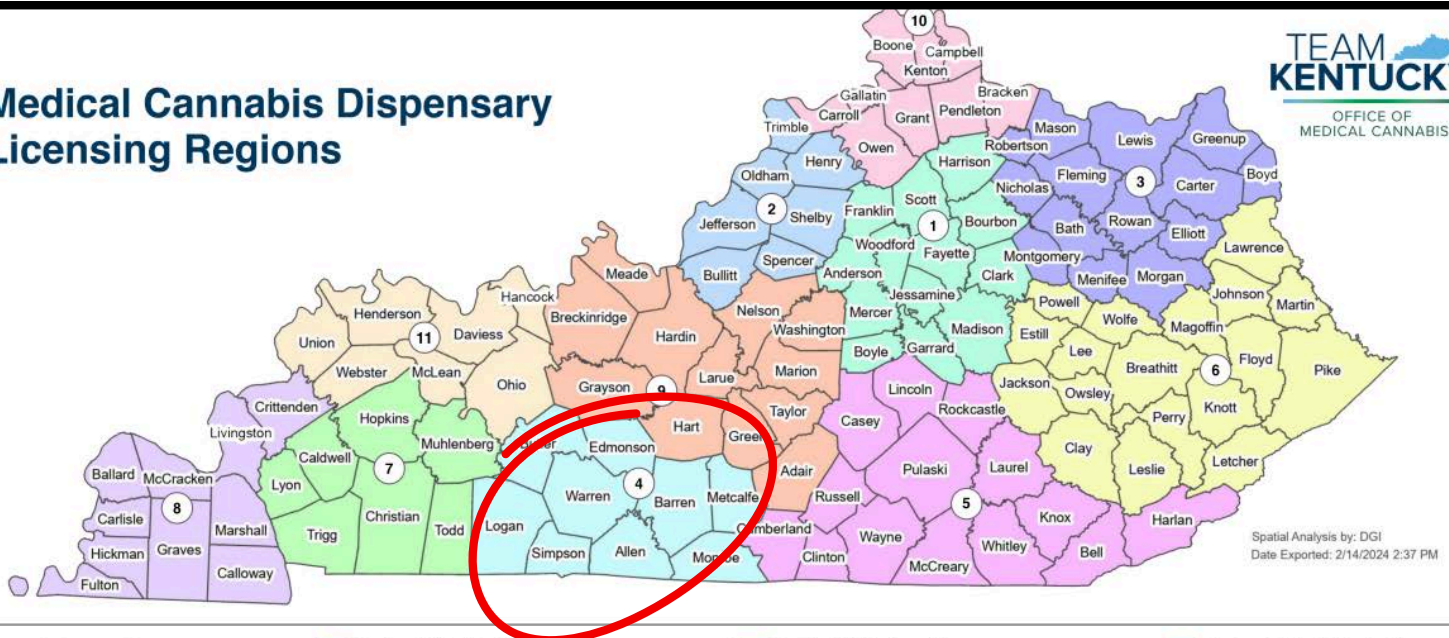 Medical Cannabis Dispensary
Licensing Regions
TEAM
KENTUCKY
OFFICE OF
MEDICAL CANNABIS
10
Boone
Campbell
Kenton
Gallatin
Bracken
Carroll
Grant
Pendleton
Owen
Trimble
Henry
Oldham
2
Jefferson
Shelby
Spencer
Bullitt
Mason
Lewis
Greenup
Robertson
Fleming
3
Carter
Boyd
Nicholas
Bath
Rowan
Elliott
Montgomery
Menifee
Morgan
Harrison
Scott
Franklin
1
Bourbon
Woodford
Fayette
Anderson
Clark
Jessamine
Mercer
Madison
Boyle
Garrard
Lawrence
Johnson
Martin
Powell
Wolfe
Magoffin
Estill
Lee
Breathitt
6
Floyd
Pike
Jackson
Owsley
Knott
Perry
Clay
Leslie
Letcher
Meade
Breckinridge
Hardin
Nelson
Washington
Grayson
9
Larue
Marion
Taylor
Hart
Green
Adair
Hancock
Henderson
Daviess
11
Union
Webster
McLean
Ohio
Crittenden
Livingston
Ballard
McCracken
8
Carlisle
Marshall
Hickman
Graves
Calloway
Fulton
Hopkins
Muhlenberg
Caldwell
7
Lyon
Christian
Todd
Trigg
Butler
Edmonson
4
Warren
Barren
Metcalfe
Logan
Simpson
Allen
Monroe
Lincoln
Rockcastle
Casey
Pulaski
Laurel
Russell
5
Cumberland
Wayne
Knox
Harlan
Clinton
Whitley
Bell
McCreary
Spatial Analysis by: DGI
Date Exported: 2/14/2024 2:37 PM